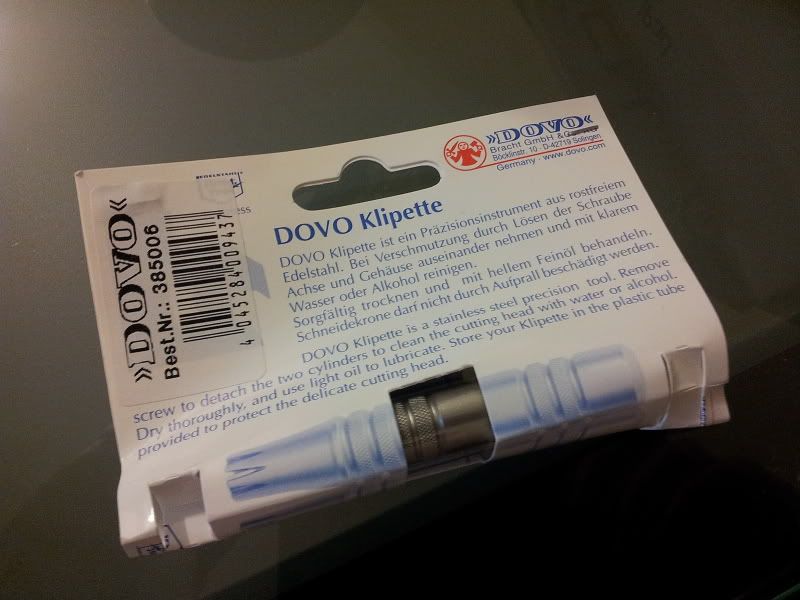 »DOVO«
Bracht GmbH &
Böcklinstr. 10 · D-42719 Solingen
Germany · www.dovo.com
EDELSTAHL
ess
»DOVO«
Best.Nr.: 385006
4 045284 009437
DOVO Klipette
DOVO Klipette ist ein Präzisionsinstrument aus rostfreiem
Edelstahl. Bei Verschmutzung durch Lösen der Schraube
Achse und Gehäuse auseinander nehmen und mit klarem
Wasser oder Alkohol reinigen.
Sorgfältig trocknen und mit hellem Feinöl behandeln.
Schneidekrone darf nicht durch Aufprall beschädigt werden.
DOVO Klipette is a stainless steel precision tool. Remove
screw to detach the two cylinders to clean the cutting head with water or alcohol.
Dry thoroughly, and use light oil to lubricate. Store your Klipette in the plastic tube
provided to protect the delicate cutting head.